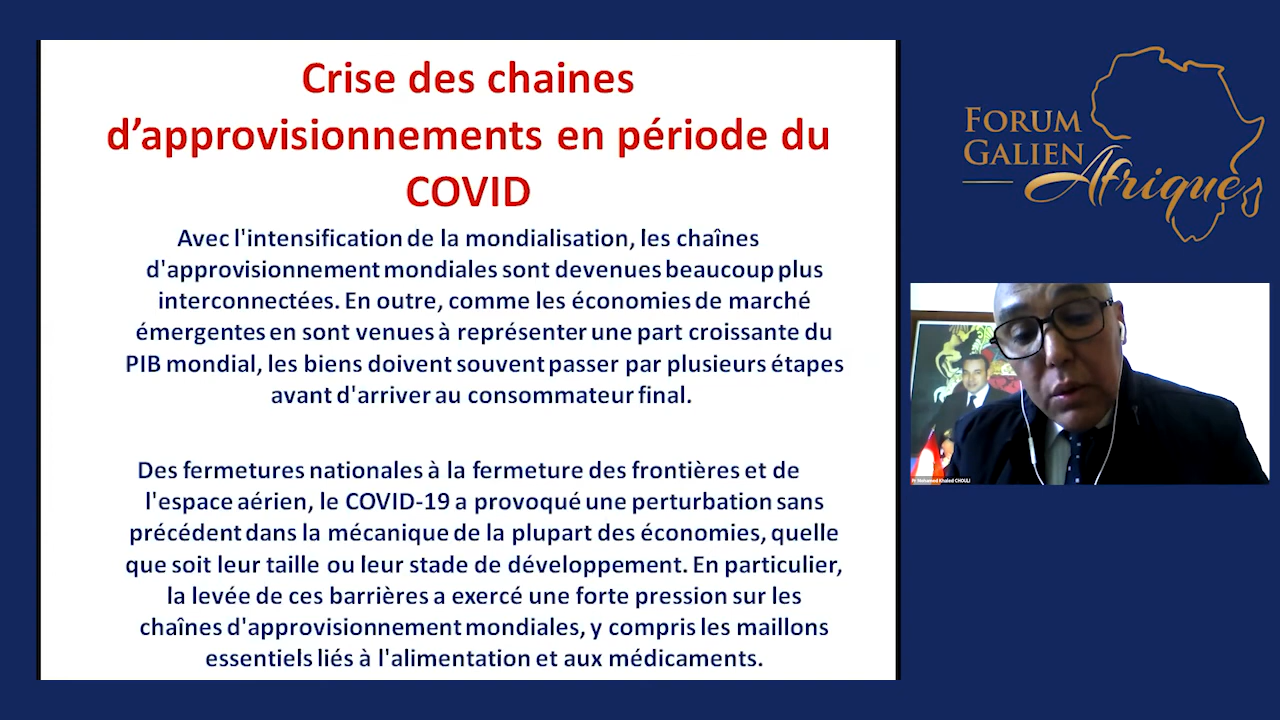 Crise des chaines
d’approvisionnements en période du
COVID
Avec l'intensification de la mondialisation, les chaînes
d'approvisionnement mondiales sont devenues beaucoup plus
interconnectées. En outre, comme les économies de marché
émergentes en sont venues à représenter une part croissante du
PIB mondial, les biens doivent souvent passer par plusieurs étapes
avant d'arriver au consommateur final.
Des fermetures nationales à la fermeture des frontières et de
l'espace aérien, le COVID-19 a provoqué une perturbation sans
précédent dans la mécanique de la plupart des économies, quelle
que soit leur taille ou leur stade de développement. En particulier,
la levée de ces barrières a exercé une forte pression sur les
chaînes d'approvisionnement mondiales, y compris les maillons
essentiels liés à l'alimentation et aux médicaments.
FORUM
GALIEN
Afrique
Pr Mohamed Khaled CHOULI